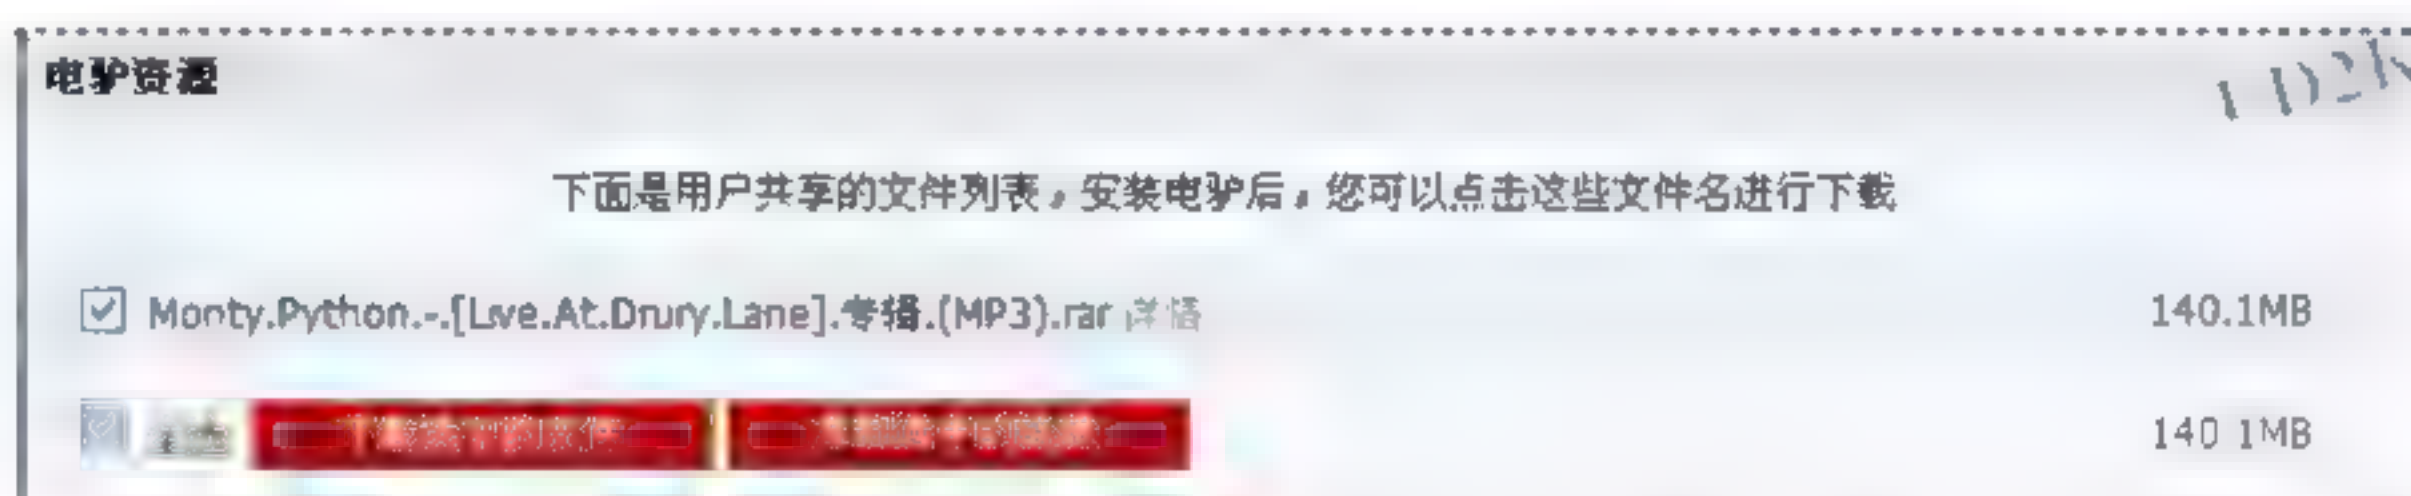 电驴资源
下面是用户共享的文件列表，安装电驴后，您可以点击这些文件名进行下载
Monty.Python.-.[Live.At.Drury.Lane].专辑.(MP3).rar 详情 140.1MB
140.1MB